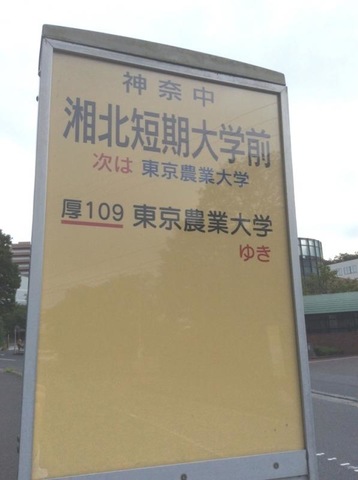 神奈中
湘北短期大学前
次は 東京農業大学
厚109 東京農業大学
ゆき